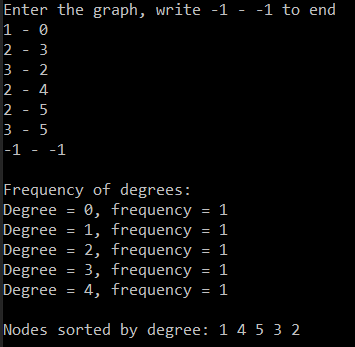 Enter the graph, write -1 - -1 to end
1 - 0
2 - 3
3 - 2
2 - 4
2 - 5
3 - 5
-1 - -1
Frequency of degrees:
Degree = 0, frequency = 1
Degree = 1, frequency = 1
Degree = 2, frequency = 1
Degree = 3, frequency = 1
Degree = 4, frequency = 1
Nodes sorted by degree: 1 4 5 3 2